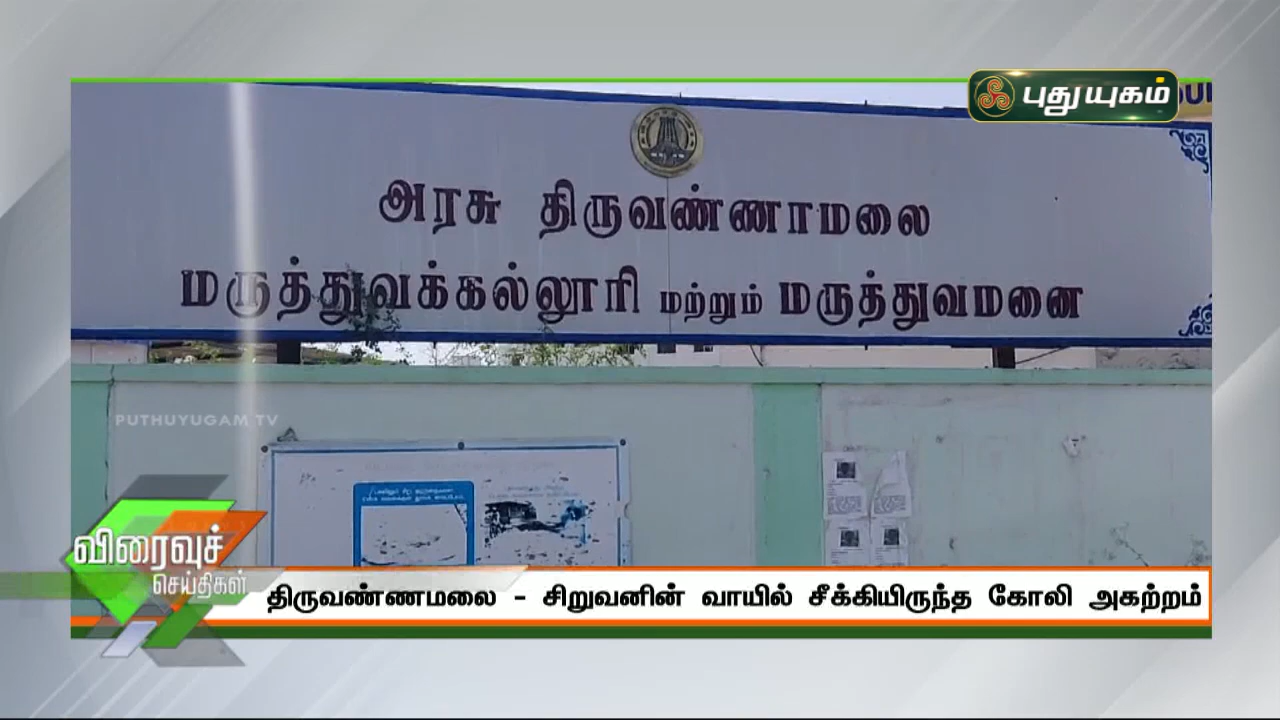 புதுயுகம்
அரசு திருவண்ணாமலை
மருத்துவக்கல்லூரி மற்றும் மருத்துவமனை
PUTHUYUGAM TV
விரைவுச்
செய்திகள்
திருவண்ணமலை - சிறுவனின் வாயில் சீக்கியிருந்த கோலி அகற்றம்